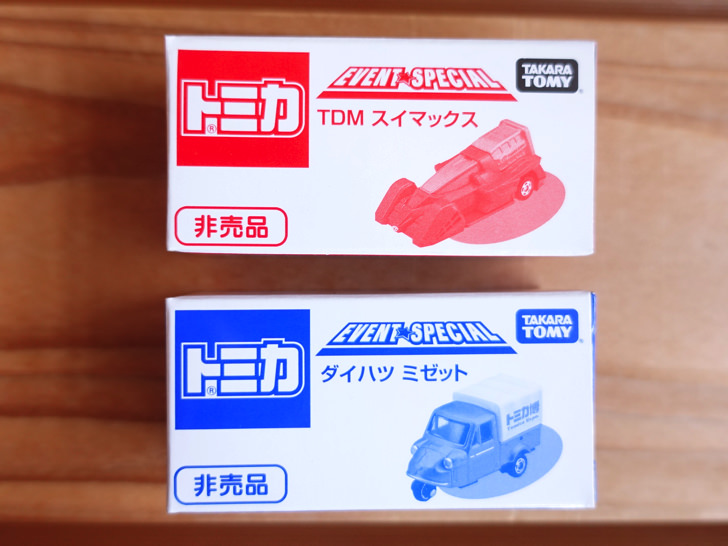 トミカ®
EVENT★SPECIAL
TAKARA TOMY®
TDM スイマックス
非売品
トミカ®
EVENT★SPECIAL
TAKARA TOMY®
ダイハツ ミゼット
トミカ博
非売品